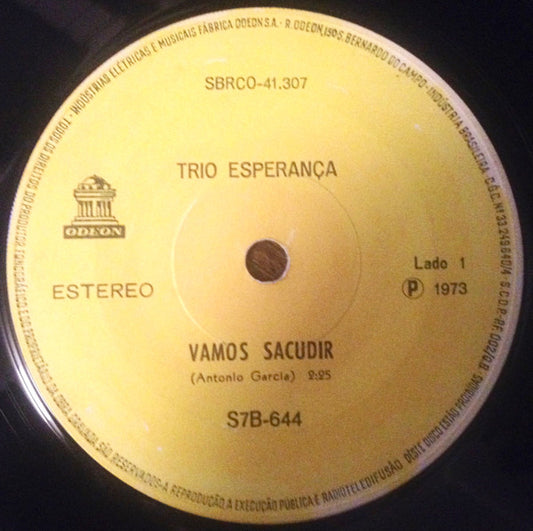 INDÚSTRIAS ELÉTRICAS E MUSICAIS FÁBRICA ODEON S.A. - R. ODEON, 150 S. BERNARDO DO CAMPO - INDÚSTRIA BRASILEIRA
TODOS OS DIREITOS DO PRODUTOR FONOGRÁFICO E DO PROPRIETÁRIO DA OBRA GRAVADA SÃO RESERVADOS - A REPRODUÇÃO, A EXECUÇÃO PÚBLICA E RADIOTELEDIFUSÃO DÊSTE DISCO ESTÃO PROIBIDAS.
SBRCO-41.307
TRIO ESPERANÇA
ODEON
ESTEREO
Lado 1
Ⓟ 1973
VAMOS SACUDIR
(Antonio Garcia) 2:25
S7B-644